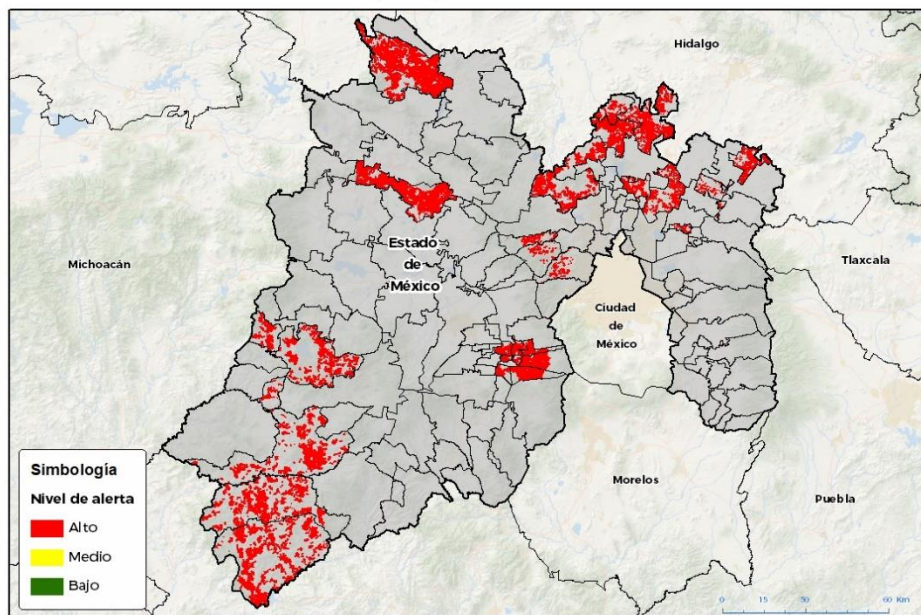 Hidalgo
Estado
de
México
Michoacán
Tlaxcala
Ciudad
de
México
Morelos
Puebla
Simbología
Nivel de alerta
Alto
Medio
Bajo
0 15 30 60 Km